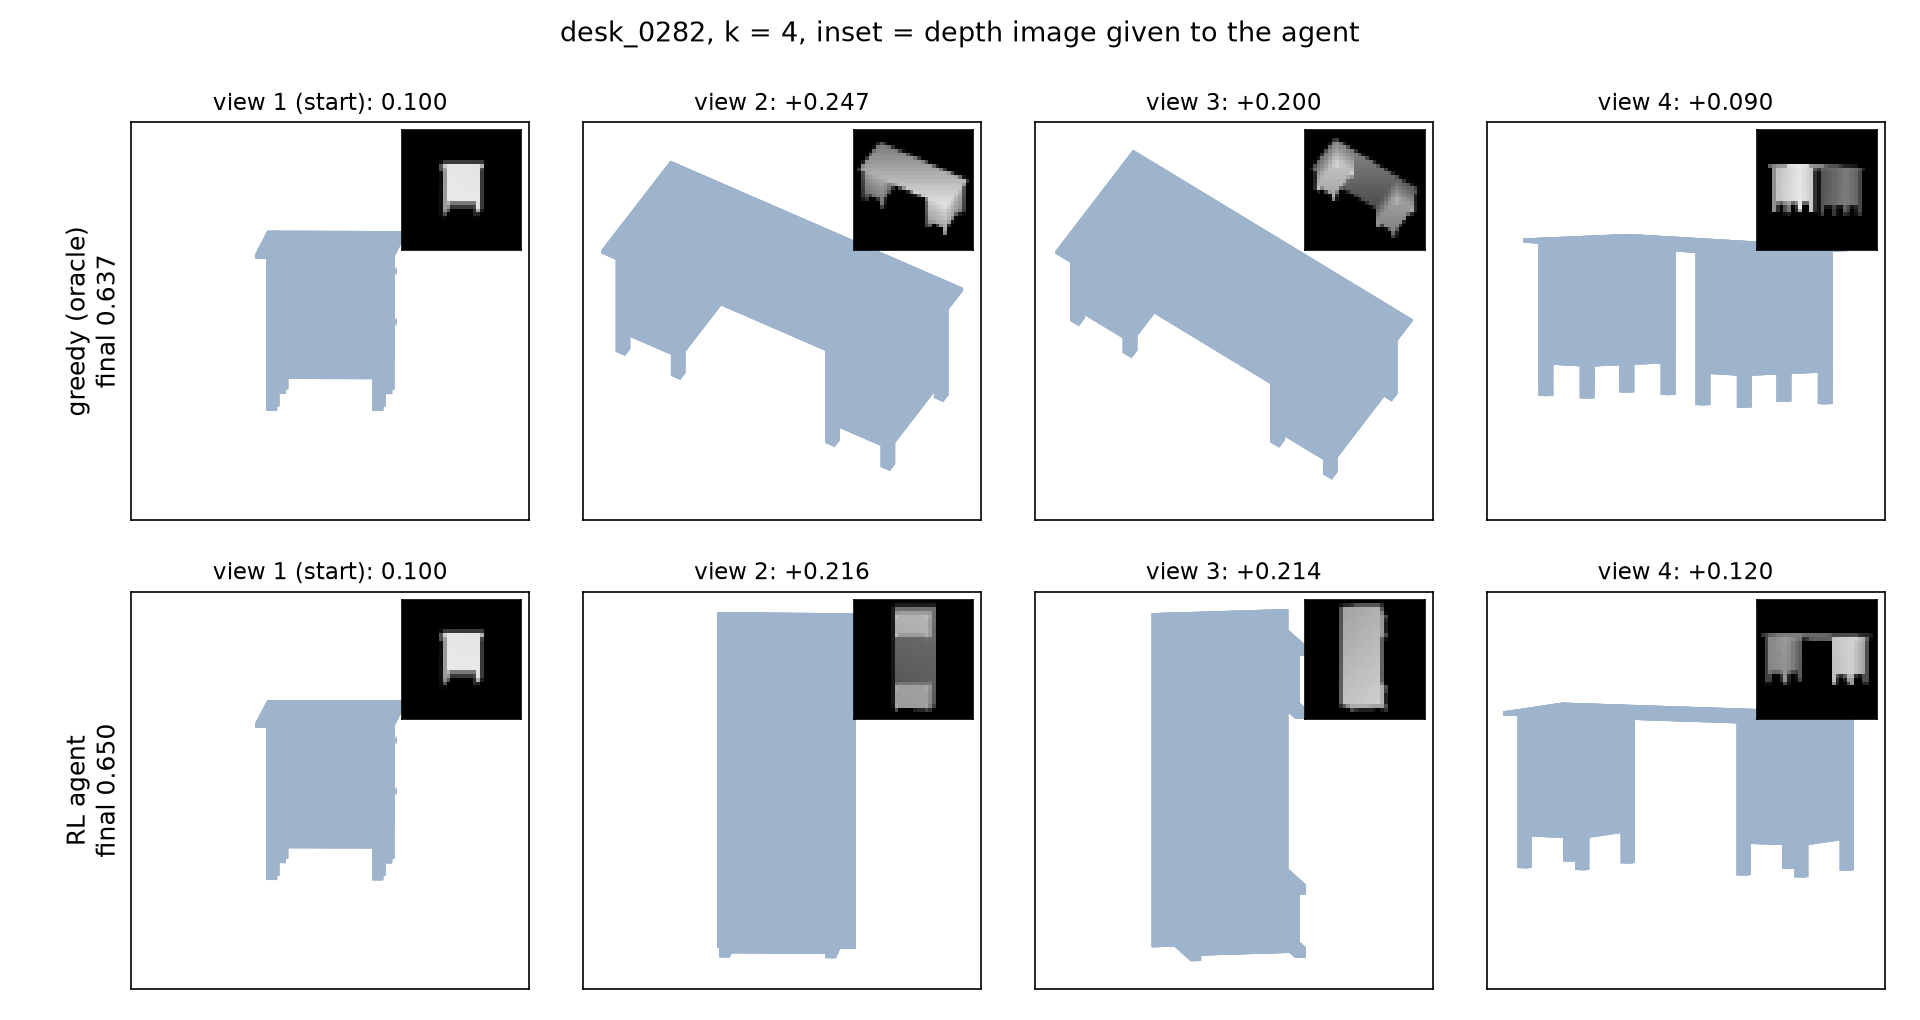 desk_0282, k = 4, inset = depth image given to the agent
view 1 (start): 0.100
view 2: +0.247
view 3: +0.200
view 4: +0.090
greedy (oracle)
final 0.637
view 1 (start): 0.100
view 2: +0.216
view 3: +0.214
view 4: +0.120
RL agent
final 0.650